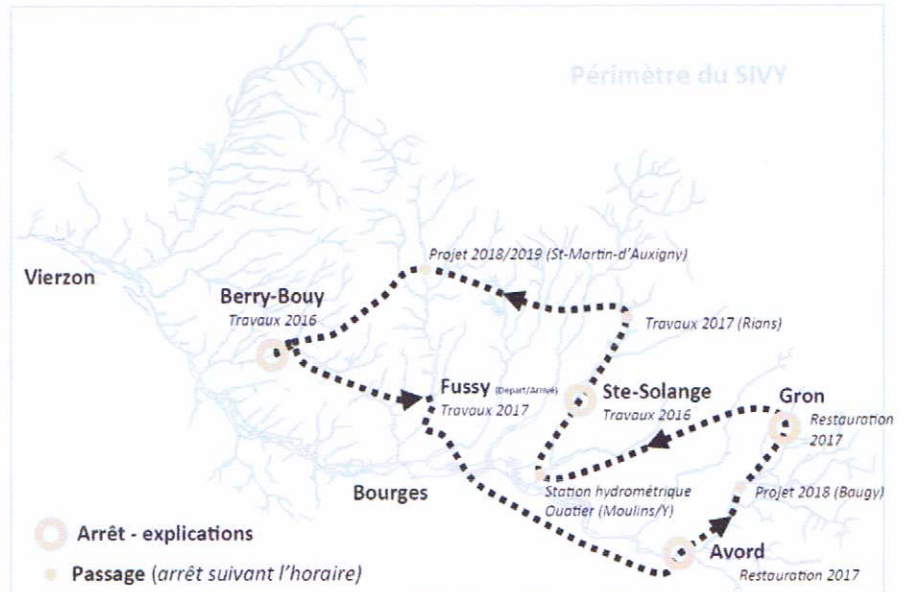 Périmètre du SIVY
Projet 2018/2019 (St-Martin-d'Auxigny)
Vierzon
Berry-Bouy
Travaux 2016
Travaux 2017 (Rians)
Fussy (Départ/Arrivé)
Travaux 2017
Ste-Solange
Travaux 2016
Gron
Restauration
2017
Bourges
Station hydrométrique
Ouatier (Moulins/Y)
Projet 2018 (Baugy)
Arrêt - explications
Avord
Restauration 2017
Passage (arrêt suivant l'horaire)